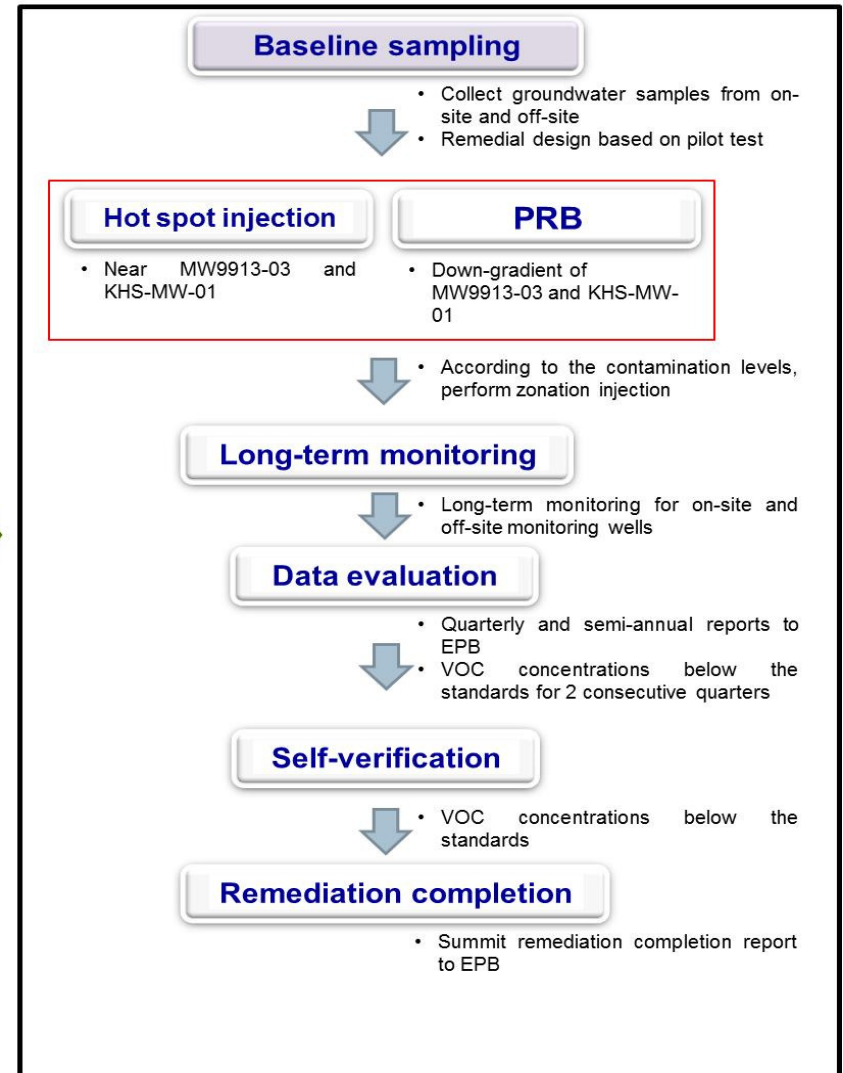 Baseline sampling
• Collect groundwater samples from on-
site and off-site
• Remedial design based on pilot test
Hot spot injection
• Near MW9913-03 and
KHS-MW-01
PRB
• Down-gradient of
MW9913-03 and KHS-MW-
01
• According to the contamination levels,
perform zonation injection
Long-term monitoring
• Long-term monitoring for on-site and
off-site monitoring wells
Data evaluation
• Quarterly and semi-annual reports to
EPB
• VOC concentrations below the
standards for 2 consecutive quarters
Self-verification
• VOC concentrations below the
standards
Remediation completion
• Summit remediation completion report
to EPB